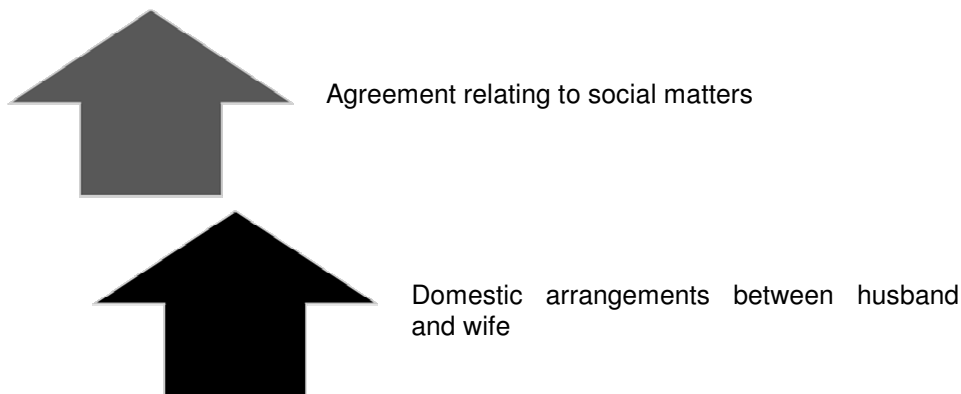 Agreement relating to social matters
Domestic arrangements between husband
and wife